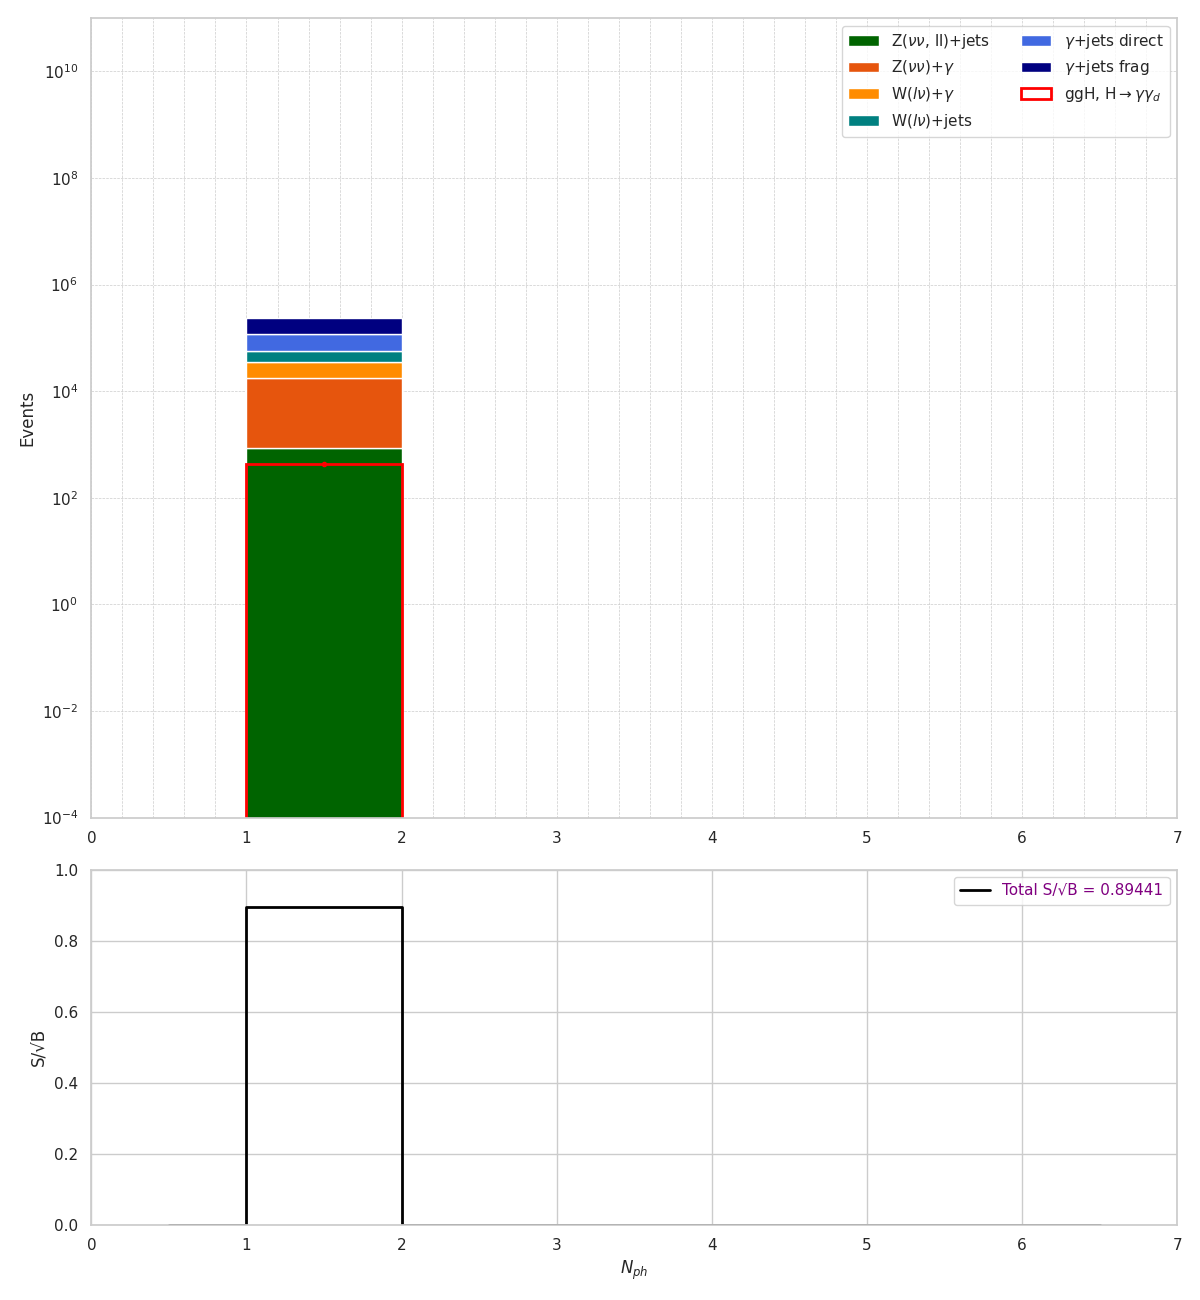 Z(νν, ll)+jets
Z(νν)+γ
W(lν)+γ
W(lν)+jets
γ+jets direct
γ+jets frag
ggH, H→γγ_d
Events
10^10
10^8
10^6
10^4
10^2
10^0
10^−2
10^−4
0 1 2 3 4 5 6 7
Total S/√B = 0.89441
S/√B
1.0
0.8
0.6
0.4
0.2
0.0
0 1 2 3 4 5 6 7
N_ph